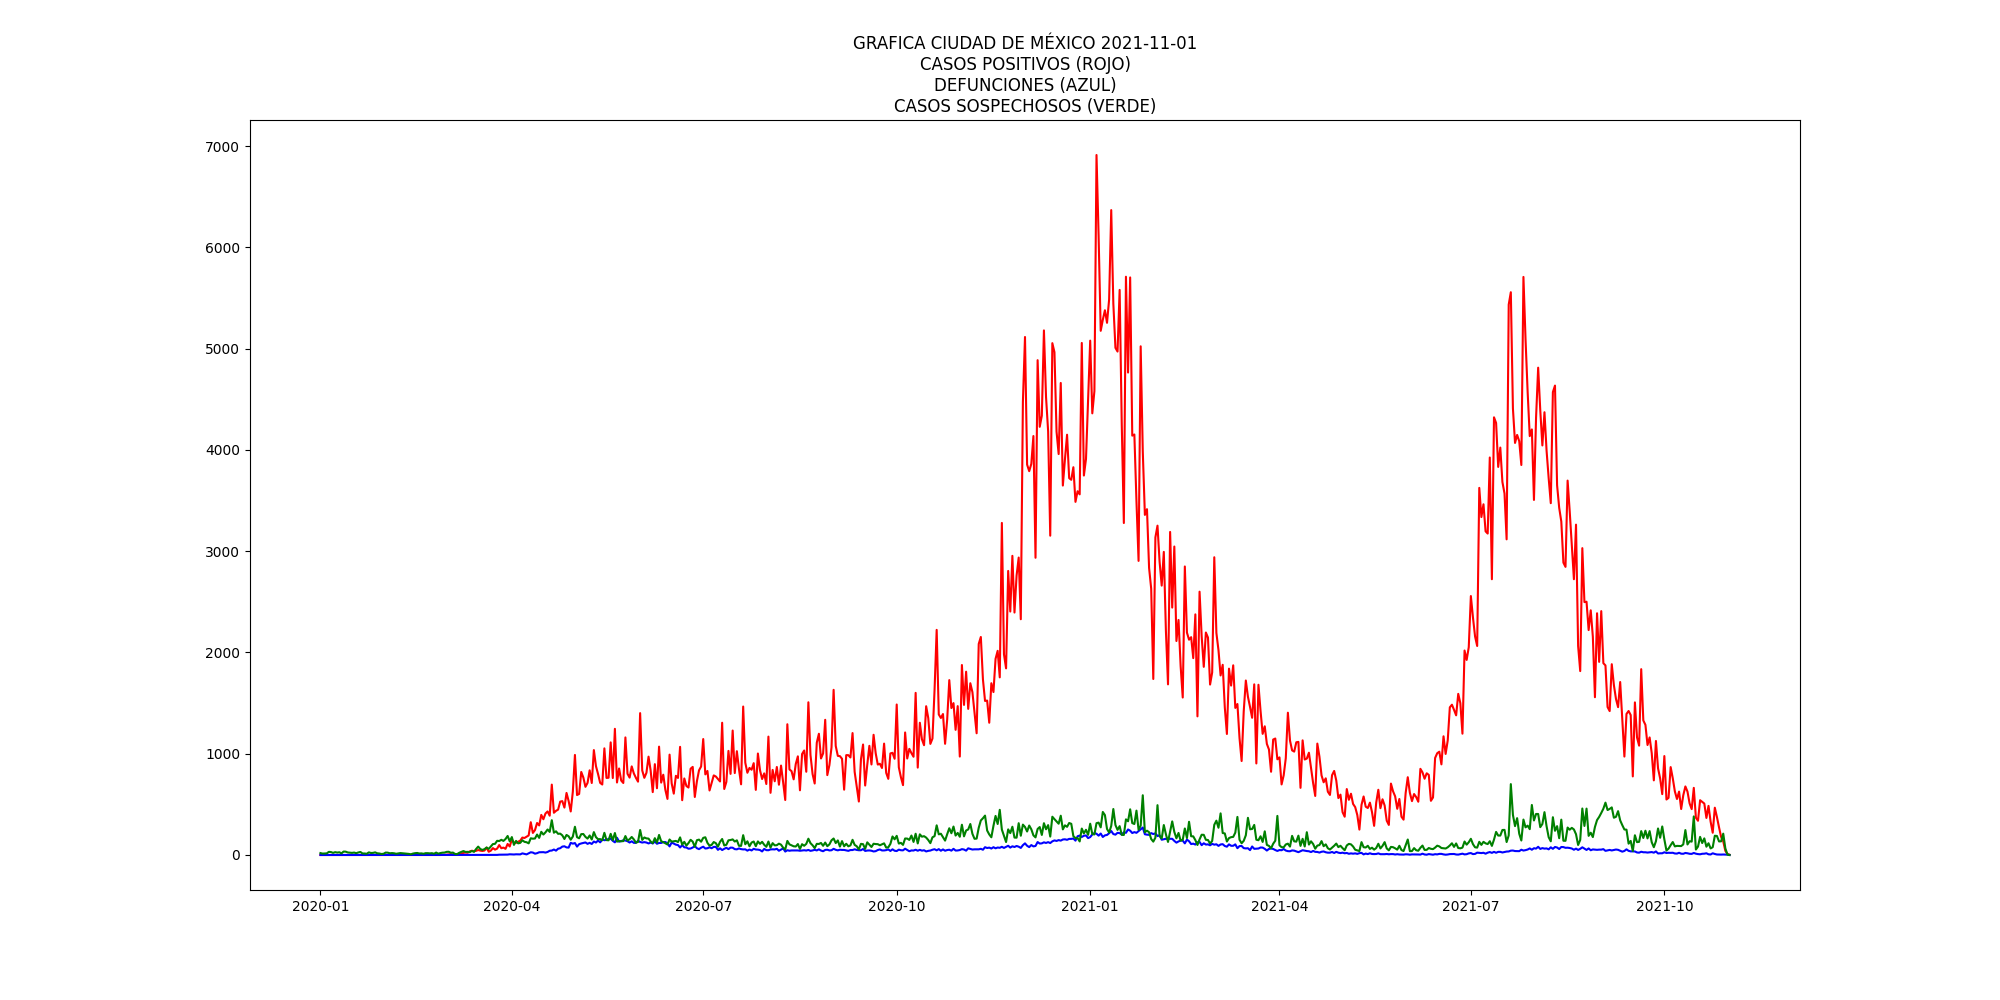 GRAFICA CIUDAD DE MÉXICO 2021-11-01
CASOS POSITIVOS (ROJO)
DEFUNCIONES (AZUL)
CASOS SOSPECHOSOS (VERDE)
7000
6000
5000
4000
3000
2000
1000
0
2020-01 2020-04 2020-07 2020-10 2021-01 2021-04 2021-07 2021-10